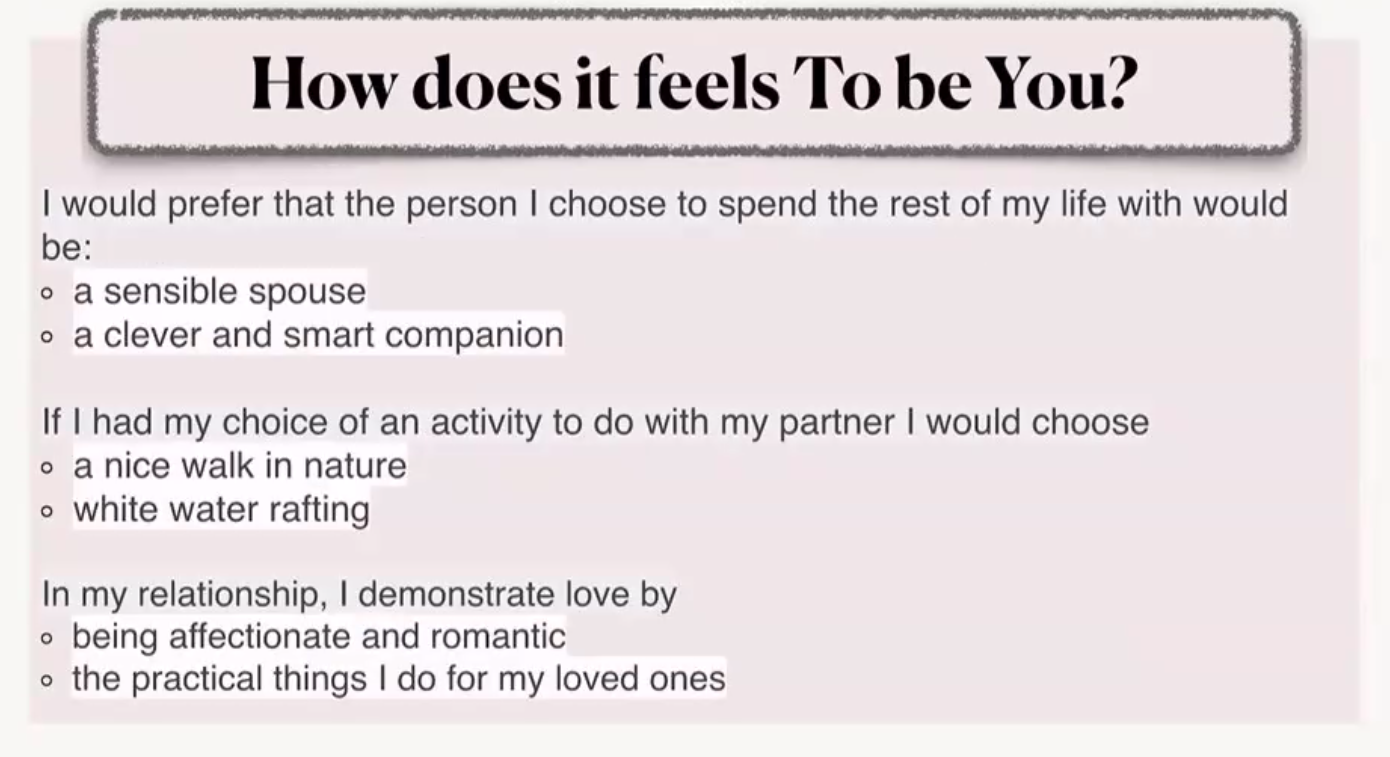 How does it feels To be You?
I would prefer that the person I choose to spend the rest of my life with would
be:
◦ a sensible spouse
◦ a clever and smart companion
If I had my choice of an activity to do with my partner I would choose
◦ a nice walk in nature
◦ white water rafting
In my relationship, I demonstrate love by
◦ being affectionate and romantic
◦ the practical things I do for my loved ones